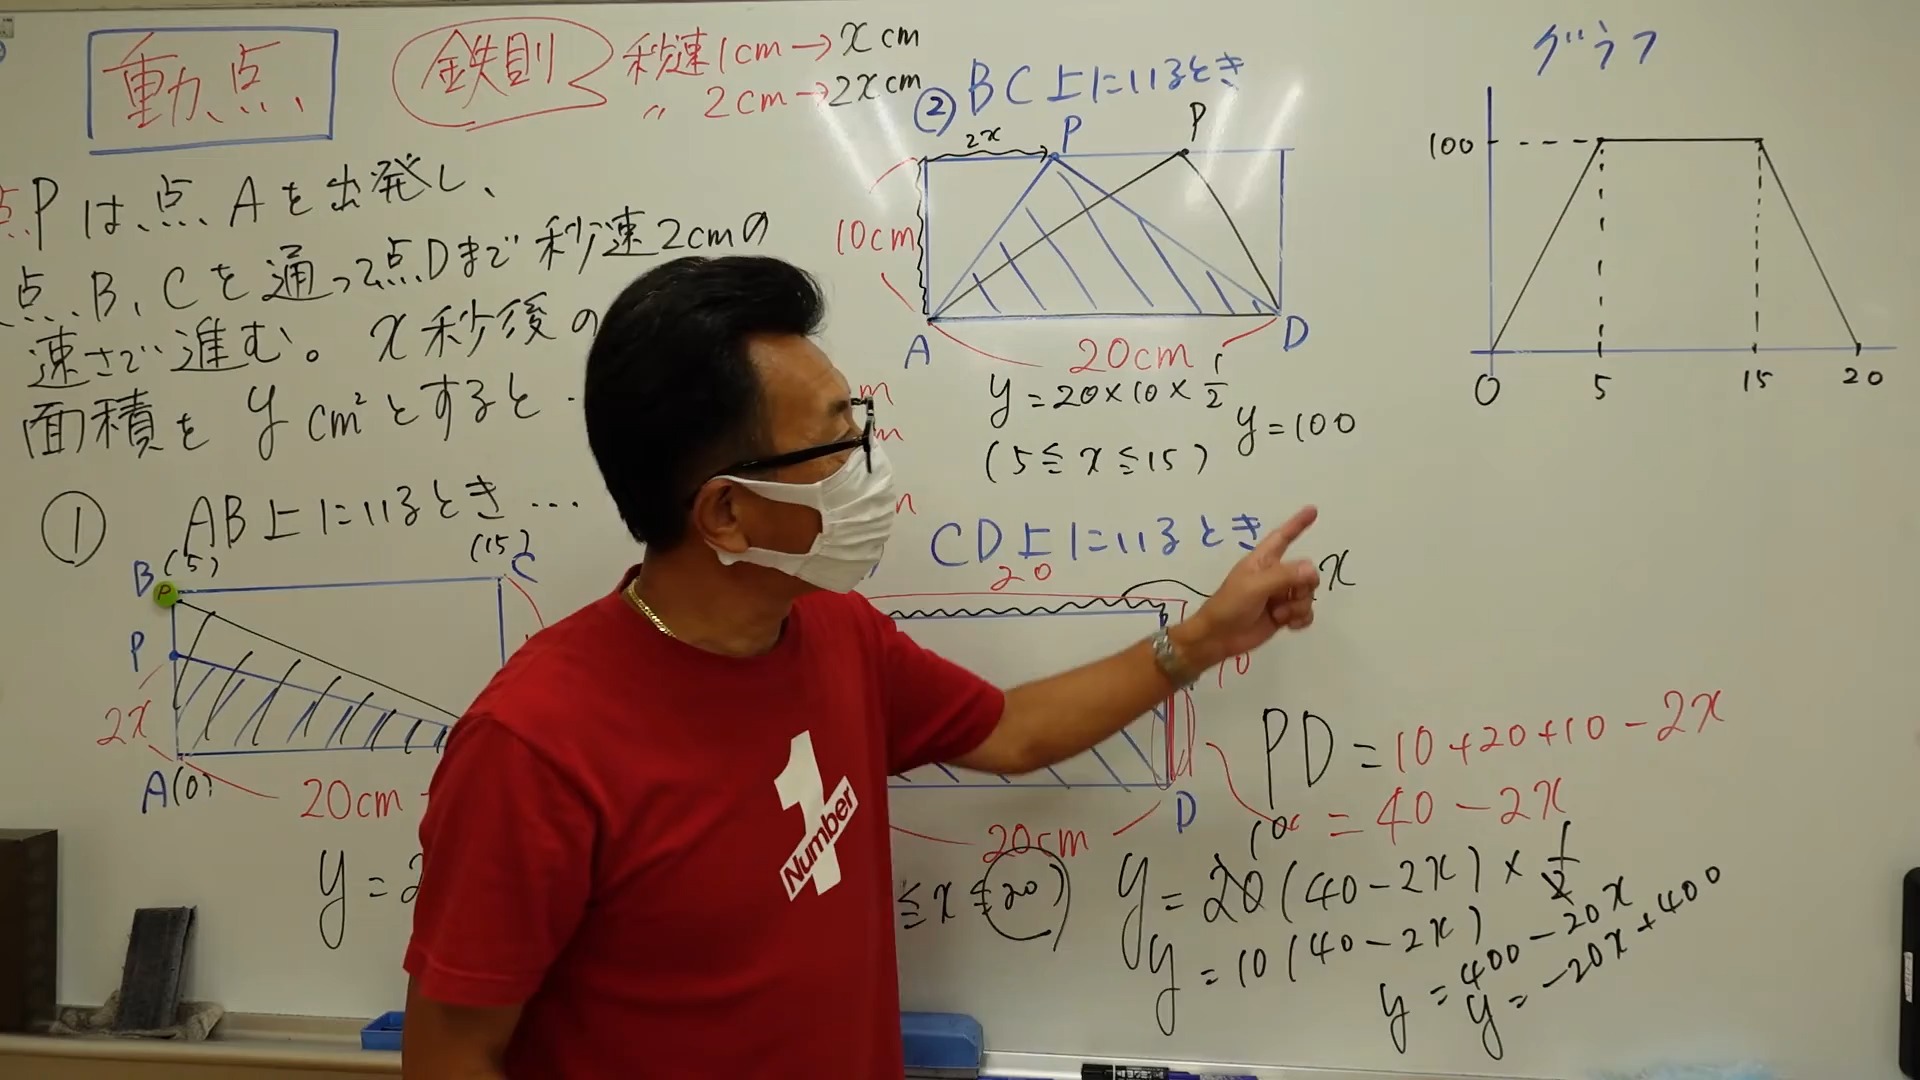 動点
鉄則
秒速1cm→xcm
〃 2cm→2xcm
点Pは点Aを出発し、
点B、Cを通って点Dまで秒速2cmの
速さで進む。x秒後の
面積を y cm²とすると
① AB上にいるとき…
B(5)
(15)C
P
P
2x
A(0)
20cm
y=2
② BC上にいるとき
2x
P
P
10cm
A
20cm
D
y=20×10×1/2
y=100
(5≦x≦15)
CD上にいるとき
20
x
10
D
20cm
≦x≦20)
PD=10+20+10-2x
=40-2x
10
y=20(40-2x)×1/2
y=10(40-2x)
y=400-20x
y=-20x+400
グラフ
100
0
5
15
20
Number
1